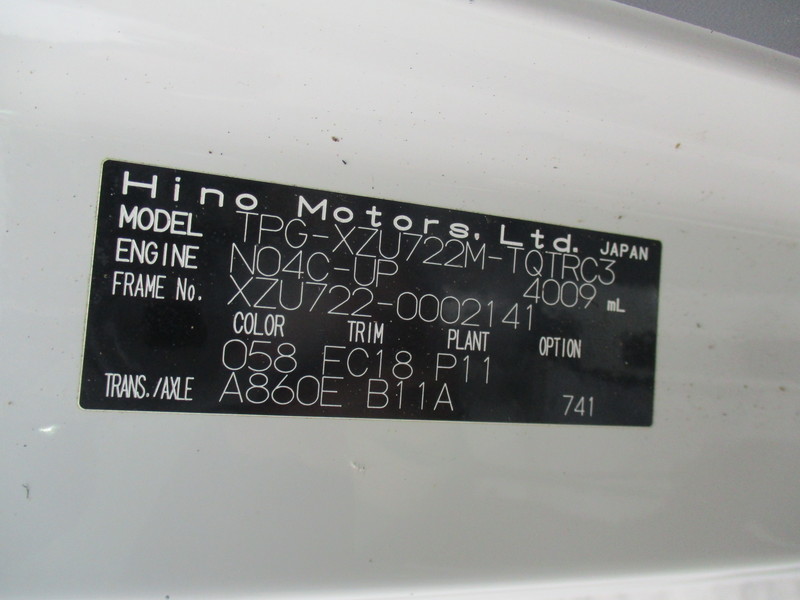 Hino Motors, Ltd. JAPAN
MODEL TPG-XZU722M-TQTRC3
ENGINE N04C-UP 4009 mL
FRAME No. XZU722-0002141
COLOR TRIM PLANT OPTION
058 FC18 P11
TRANS./AXLE A860E B11A 741